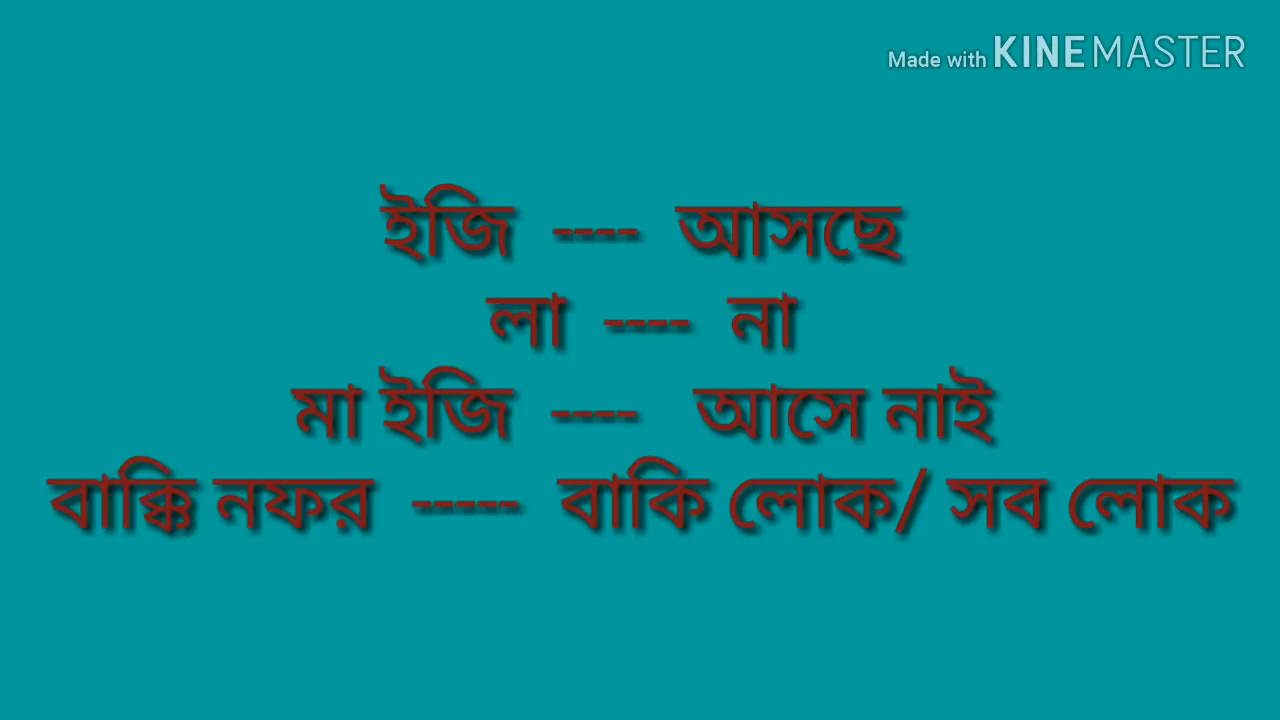 Made with KINEMASTER
ইজি ---- আসছে
লা ---- না
মা ইজি ---- আসে নাই
বাক্কি নফর ----- বাকি লোক/ সব লোক